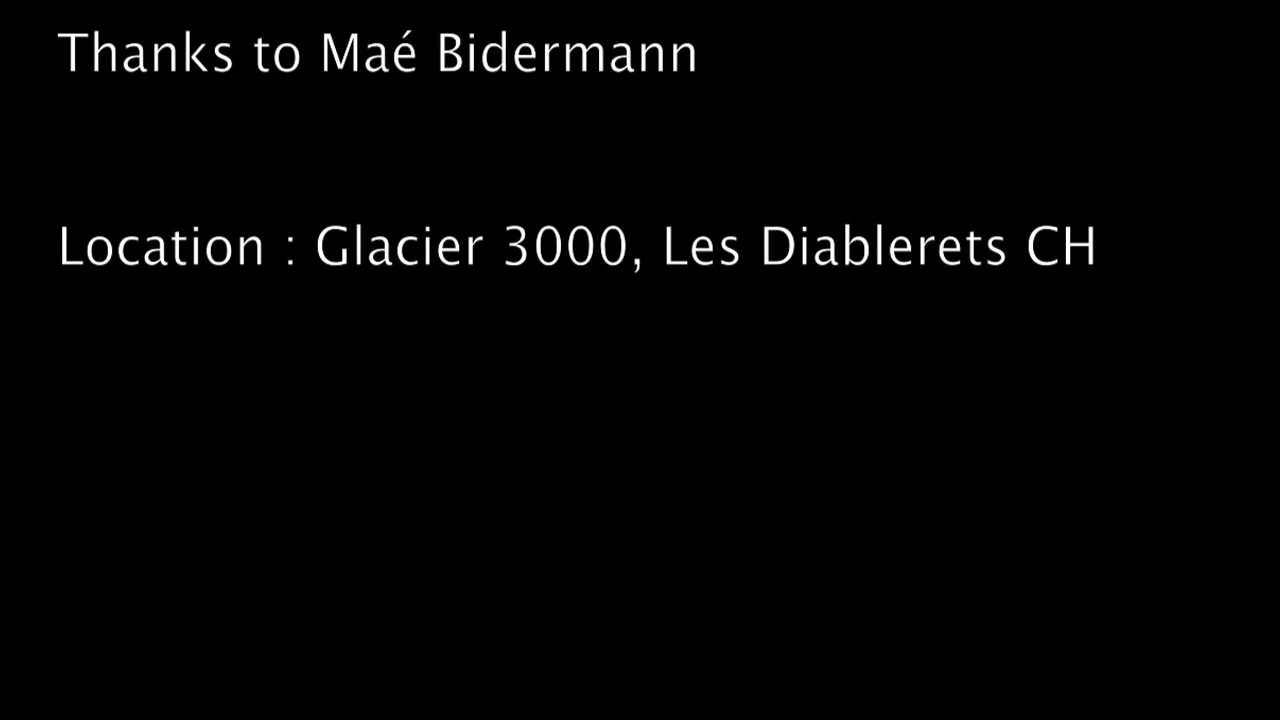 Thanks to Maé Bidermann
Location : Glacier 3000, Les Diablerets CH